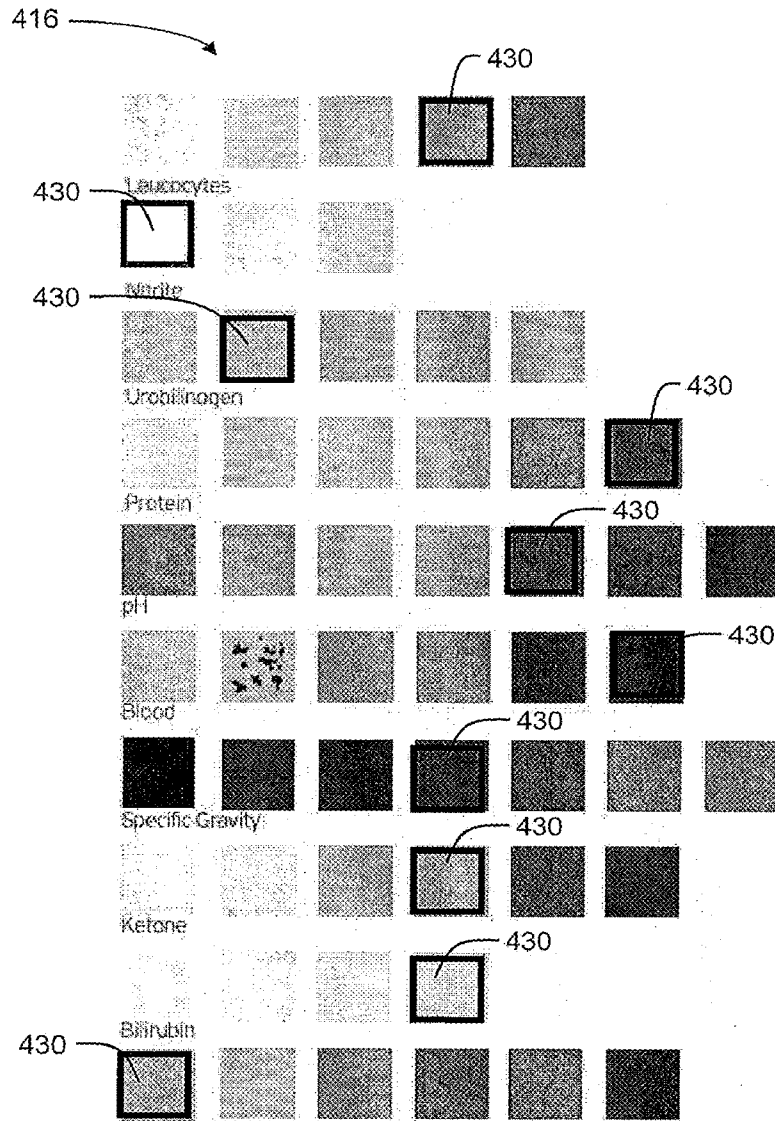 416
430
Leucocytes
430
Nitrite
430
Urobilinogen
430
Protein
430
pH
430
Blood
430
Specific Gravity
430
Ketone
430
Bilirubin
430
430